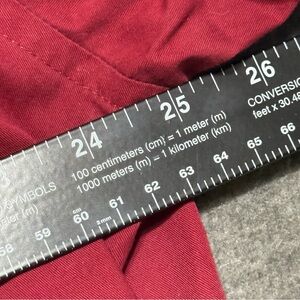 24 25 26
SYMBOLS 100 centimeters (cm) = 1 meter (m) CONVERSIO
1000 meters (m) = 1 kilometer (km) feet x 30.48
58 59 60 61 62 63 64 65 66
cm